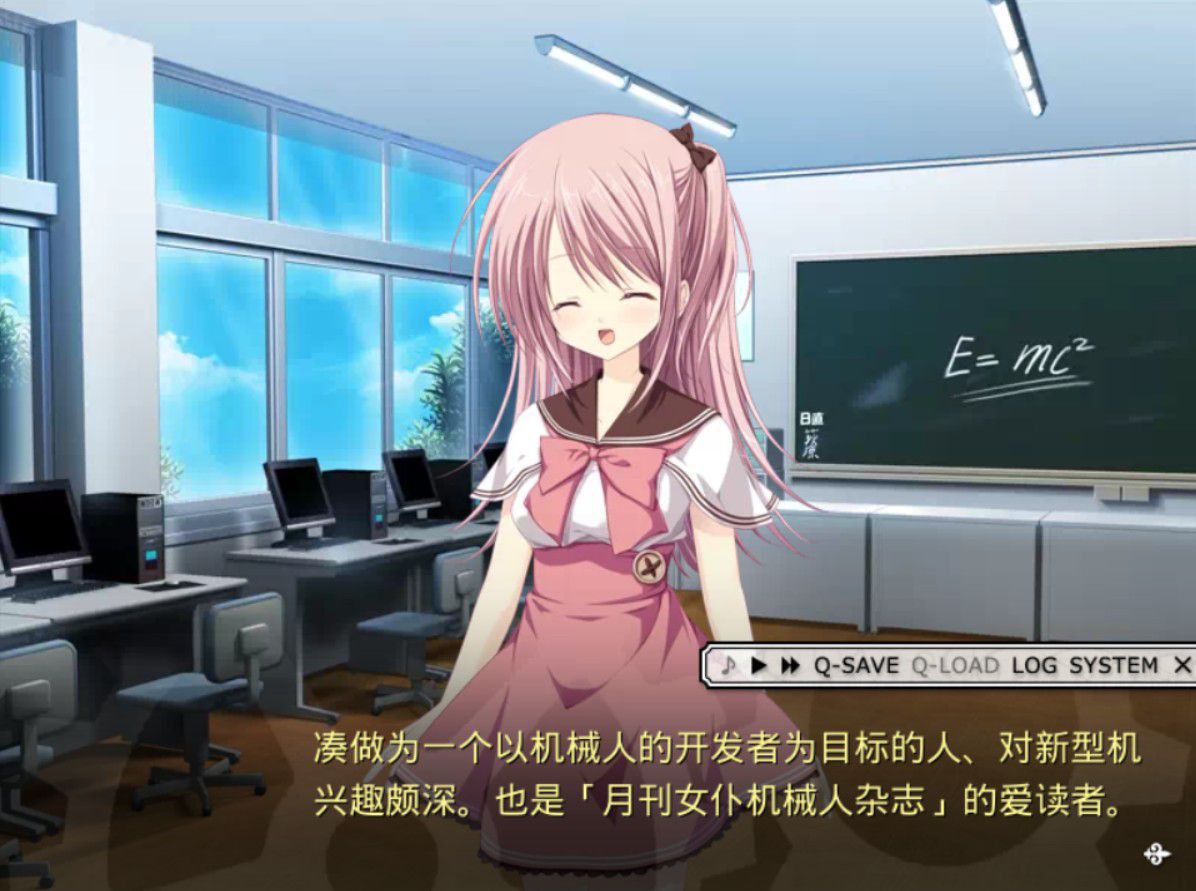 E = mc²
日直
♪ ▶ ▶▶ Q-SAVE Q-LOAD LOG SYSTEM ×
凑做为一个以机械人的开发者为目标的人、对新型机
兴趣颇深。也是「月刊女仆机械人杂志」的爱读者。